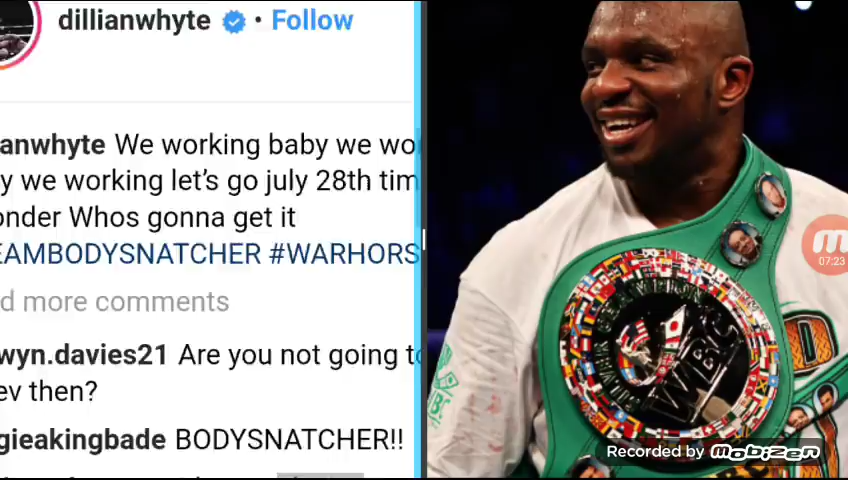 dillianwhyte • Follow
anwhyte We working baby we wo
y we working let's go july 28th tim
onder Whos gonna get it
EAMBODYSNATCHER #WARHORS
d more comments
wyn.davies21 Are you not going to
ev then?
gieakingbade BODYSNATCHER!!
WBC
07:23
Recorded by Mobizen